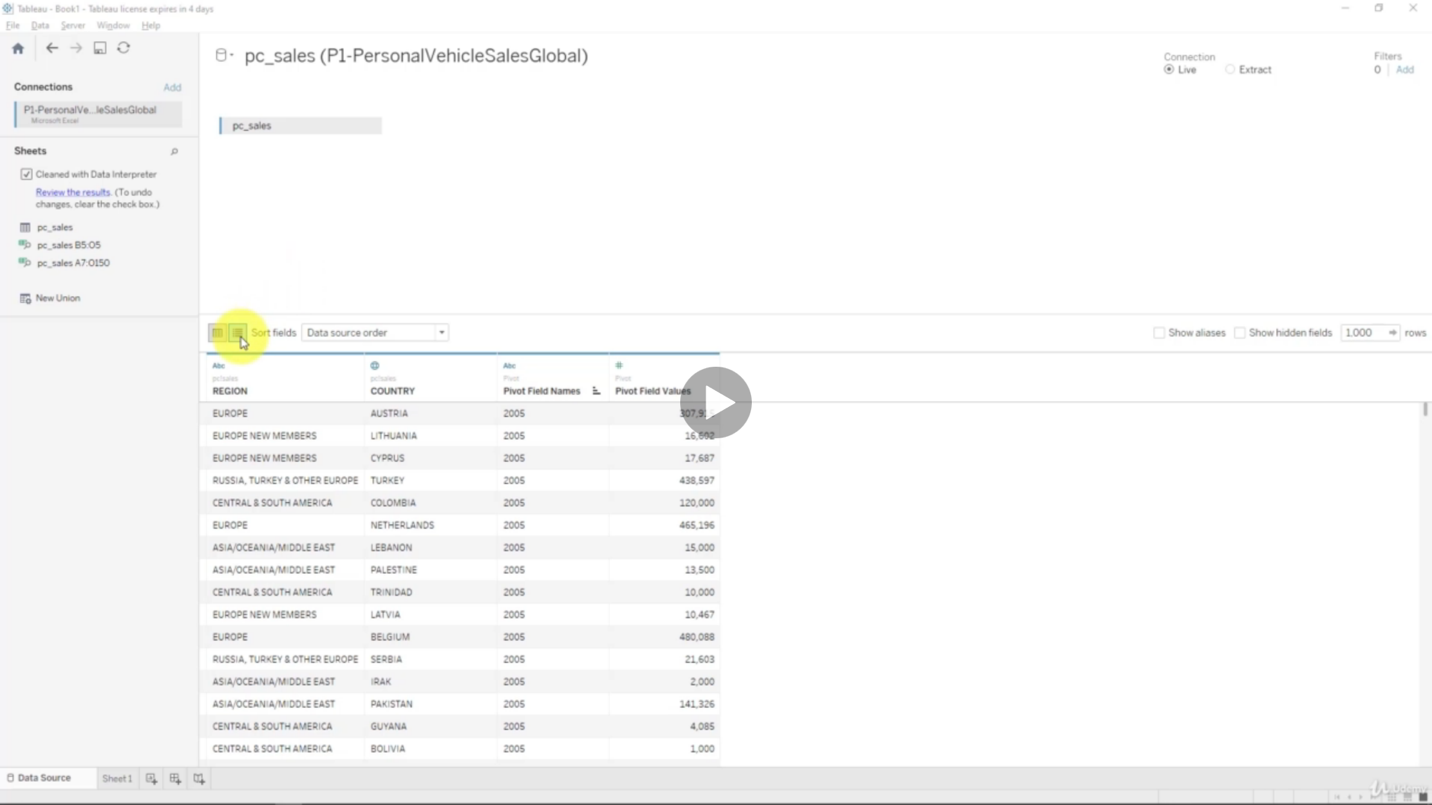 Tableau - Book1 - Tableau license expires in 4 days
File Data Server Window Help
pc_sales (P1-PersonalVehicleSalesGlobal)
Connection
Live Extract
Filters
0 Add
Connections Add
P1-PersonalVe...leSalesGlobal
Microsoft Excel
pc_sales
Sheets
Cleaned with Data Interpreter
Review the results. (To undo
changes, clear the check box.)
pc_sales
pc_sales B5:O5
pc_sales A7:O150
New Union
Sort fields Data source order Show aliases Show hidden fields 1,000 rows
Abc Abc #
pc!sales pc!sales Pivot Pivot
REGION COUNTRY Pivot Field Names Pivot Field Values
EUROPE AUSTRIA 2005
EUROPE NEW MEMBERS LITHUANIA 2005
EUROPE NEW MEMBERS CYPRUS 2005 17,687
RUSSIA, TURKEY & OTHER EUROPE TURKEY 2005 438,597
CENTRAL & SOUTH AMERICA COLOMBIA 2005 120,000
EUROPE NETHERLANDS 2005 465,196
ASIA/OCEANIA/MIDDLE EAST LEBANON 2005 15,000
ASIA/OCEANIA/MIDDLE EAST PALESTINE 2005 13,500
CENTRAL & SOUTH AMERICA TRINIDAD 2005 10,000
EUROPE NEW MEMBERS LATVIA 2005 10,467
EUROPE BELGIUM 2005 480,088
RUSSIA, TURKEY & OTHER EUROPE SERBIA 2005 21,603
ASIA/OCEANIA/MIDDLE EAST IRAK 2005 2,000
ASIA/OCEANIA/MIDDLE EAST PAKISTAN 2005 141,326
CENTRAL & SOUTH AMERICA GUYANA 2005 4,085
CENTRAL & SOUTH AMERICA BOLIVIA 2005 1,000
Data Source Sheet1
Udemy